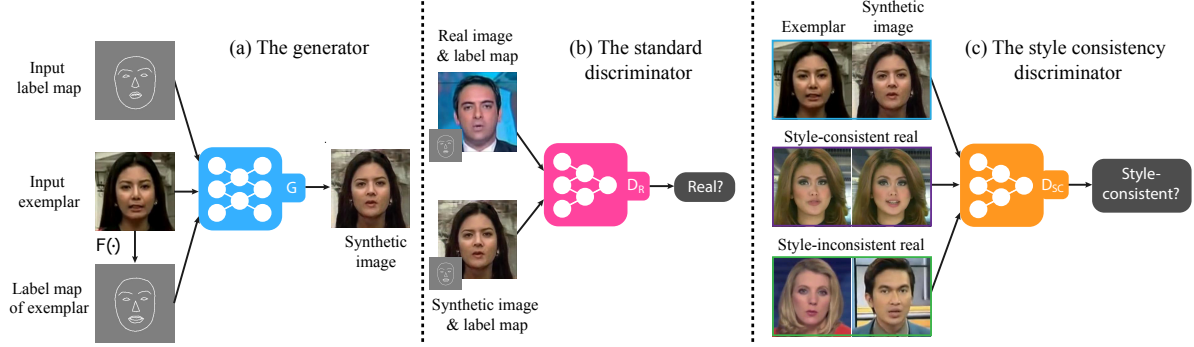 (a) The generator
Input
label map
Input
exemplar
F(·)
Label map
of exemplar
G
Synthetic
image
Real image
& label map
(b) The standard
discriminator
D_R
Real?
Synthetic image
& label map
Exemplar
Synthetic
image
(c) The style consistency
discriminator
Style-consistent real
D_SC
Style-
consistent?
Style-inconsistent real